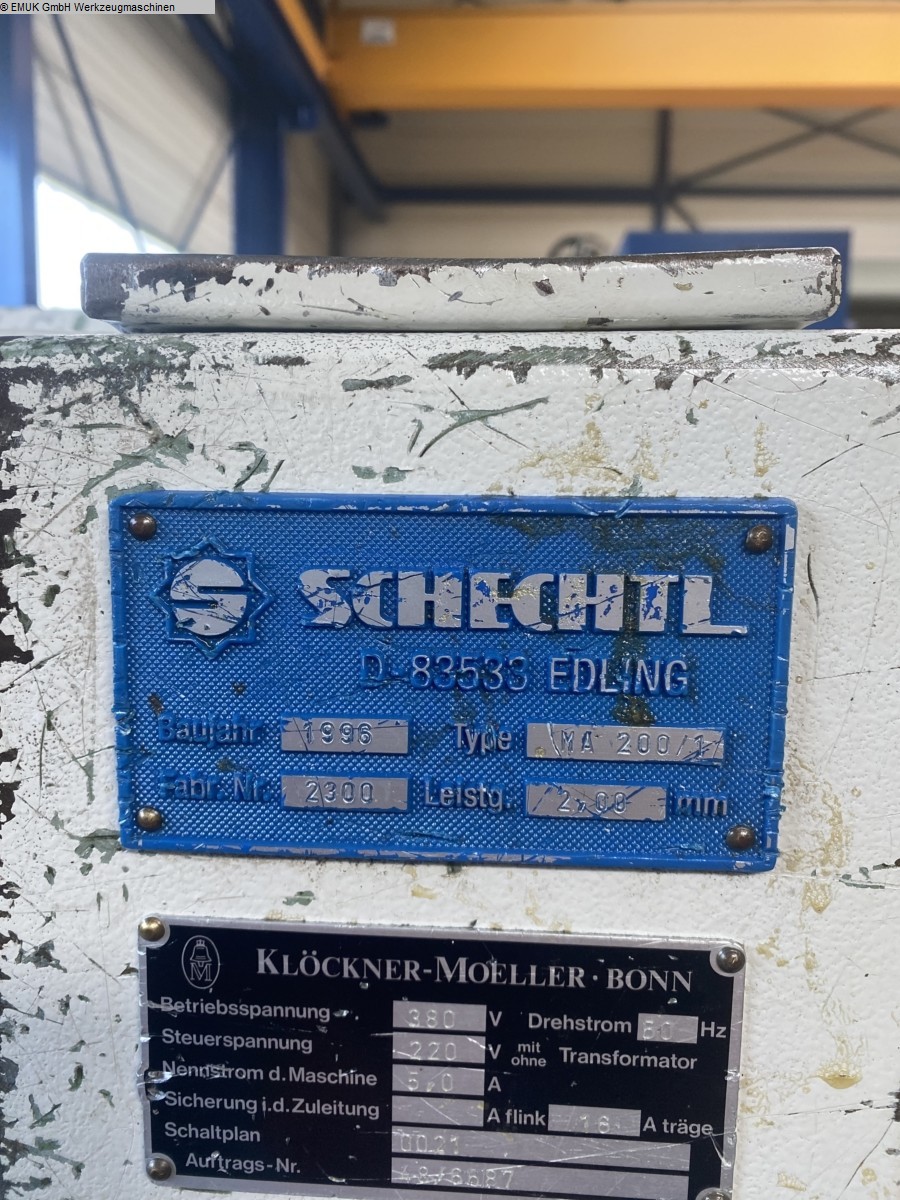 © EMUK GmbH Werkzeugmaschinen
S SCHECHTL
D-83533 EDLING
Baujahr 1996 Type MA 200/1
Fabr. Nr. 2300 Leistg. 2,00 mm
M KLÖCKNER-MOELLER · BONN
Betriebsspannung 380 V Drehstrom 50 Hz
Steuerspannung 220 V mit ohne Transformator
Nennstrom d. Maschine 5,0 A
Sicherung i.d. Zuleitung A flink A träge
Schaltplan 0021
Auftrags-Nr.